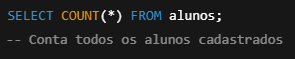 SELECT COUNT(*) FROM alunos;
-- Conta todos os alunos cadastrados